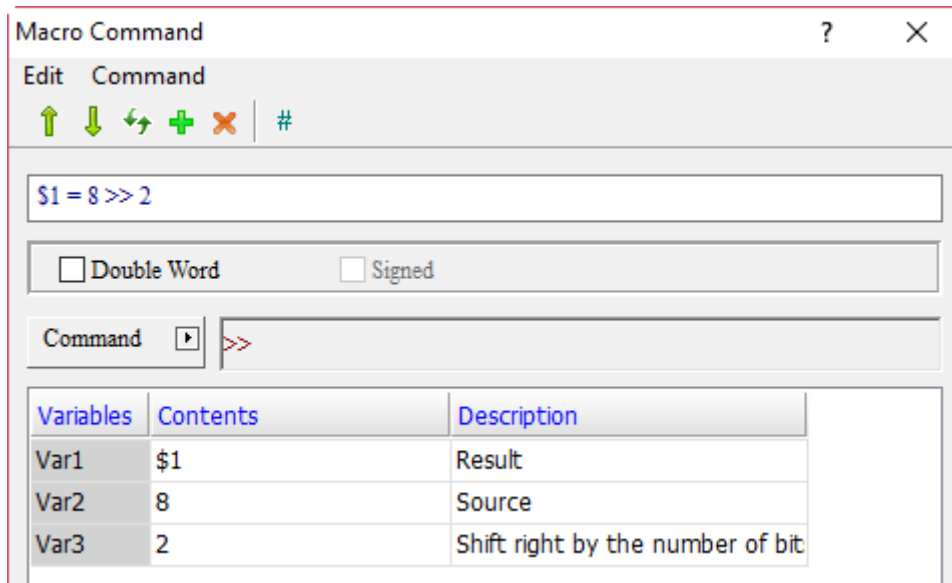 Macro Command ?
Edit Command
#
$1 = 8 >> 2
Double Word Signed
Command >>
Variables Contents Description
Var1 $1 Result
Var2 8 Source
Var3 2 Shift right by the number of bit